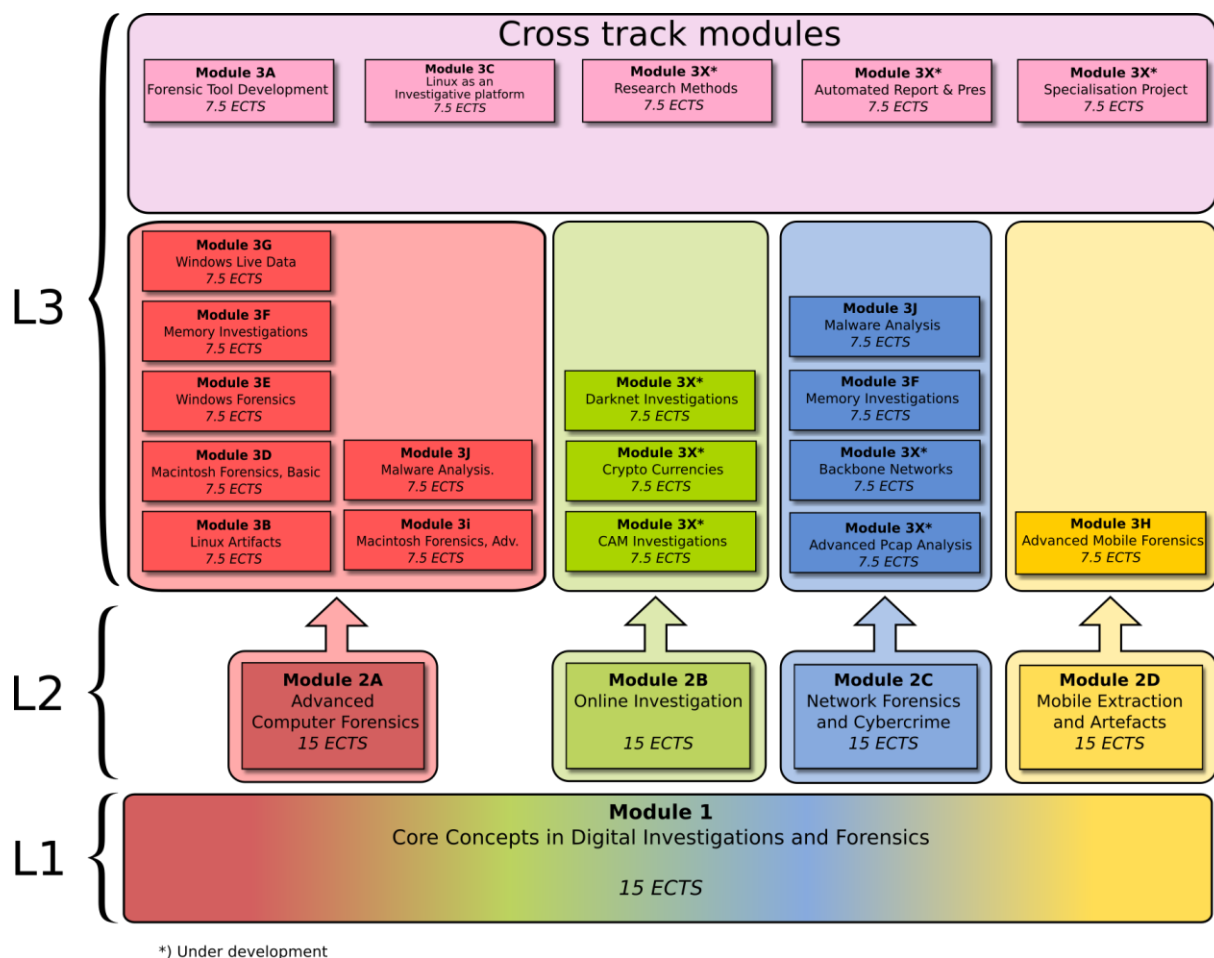 Cross track modules
Module 3A
Forensic Tool Development
7.5 ECTS
Module 3C
Linux as an
Investigative platform
7.5 ECTS
Module 3X*
Research Methods
7.5 ECTS
Module 3X*
Automated Report & Pres
7.5 ECTS
Module 3X*
Specialisation Project
7.5 ECTS
L3
Module 3G
Windows Live Data
7.5 ECTS
Module 3F
Memory Investigations
7.5 ECTS
Module 3E
Windows Forensics
7.5 ECTS
Module 3D
Macintosh Forensics, Basic
7.5 ECTS
Module 3B
Linux Artifacts
7.5 ECTS
Module 3J
Malware Analysis.
7.5 ECTS
Module 3i
Macintosh Forensics, Adv.
7.5 ECTS
Module 3X*
Darknet Investigations
7.5 ECTS
Module 3X*
Crypto Currencies
7.5 ECTS
Module 3X*
CAM Investigations
7.5 ECTS
Module 3J
Malware Analysis
7.5 ECTS
Module 3F
Memory Investigations
7.5 ECTS
Module 3X*
Backbone Networks
7.5 ECTS
Module 3X*
Advanced Pcap Analysis
7.5 ECTS
Module 3H
Advanced Mobile Forensics
7.5 ECTS
L2
Module 2A
Advanced
Computer Forensics
15 ECTS
Module 2B
Online Investigation
15 ECTS
Module 2C
Network Forensics
and Cybercrime
15 ECTS
Module 2D
Mobile Extraction
and Artefacts
15 ECTS
L1
Module 1
Core Concepts in Digital Investigations and Forensics
15 ECTS
*) Under development